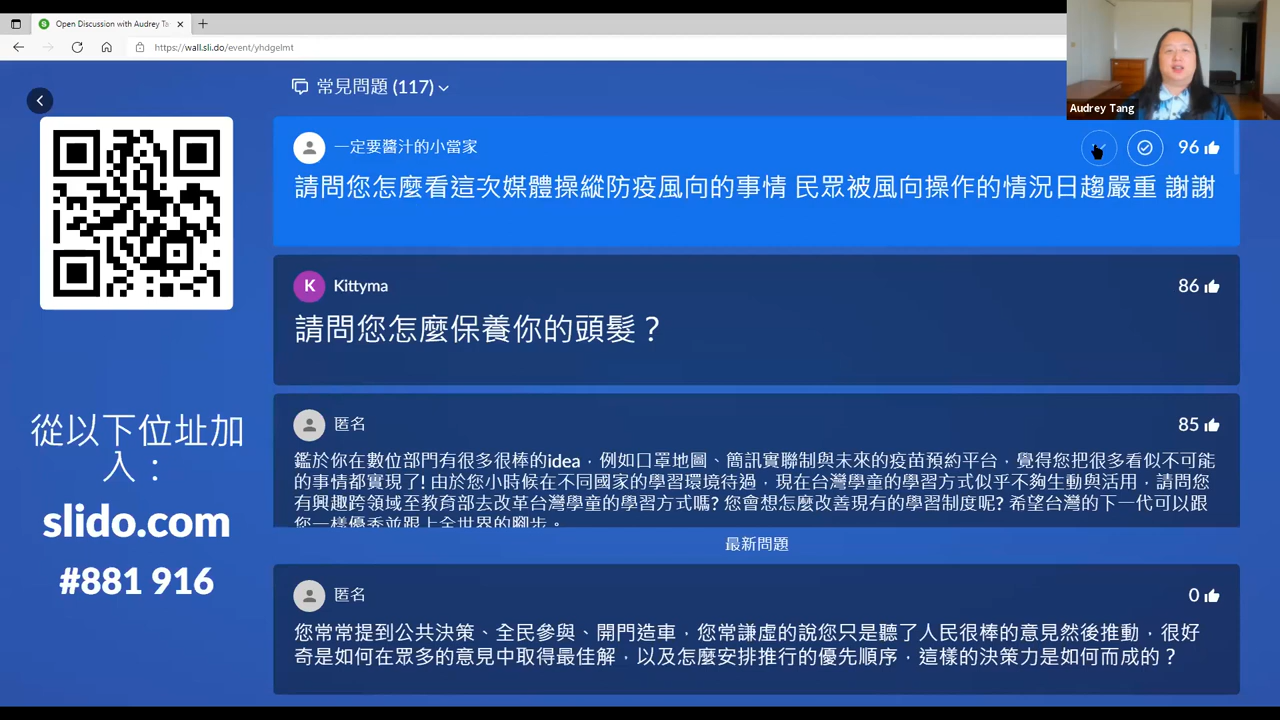 Open Discussion with Audrey Ta
https://wall.sli.do/event/yhdgelmt
Audrey Tang
常見問題 (117)
一定要醬汁的小當家
96
請問您怎麼看這次媒體操縱防疫風向的事情 民眾被風向操作的情況日趨嚴重 謝謝
K
Kittyma
86
請問您怎麼保養你的頭髮？
匿名
85
鑑於你在數位部門有很多很棒的idea，例如口罩地圖、簡訊實聯制與未來的疫苗預約平台，覺得您把很多看似不可能
的事情都實現了! 由於您小時候在不同國家的學習環境待過，現在台灣學童的學習方式似乎不夠生動與活用，請問您
有興趣跨領域至教育部去改革台灣學童的學習方式嗎? 您會想怎麼改善現有的學習制度呢? 希望台灣的下一代可以跟
您一樣優秀並跟上全世界的腳步。
最新問題
匿名
0
您常常提到公共決策、全民參與、開門造車，您常謙虛的說您只是聽了人民很棒的意見然後推動，很好
奇是如何在眾多的意見中取得最佳解，以及怎麼安排推行的優先順序，這樣的決策力是如何而成的？
從以下位址加
入：
slido.com
#881 916